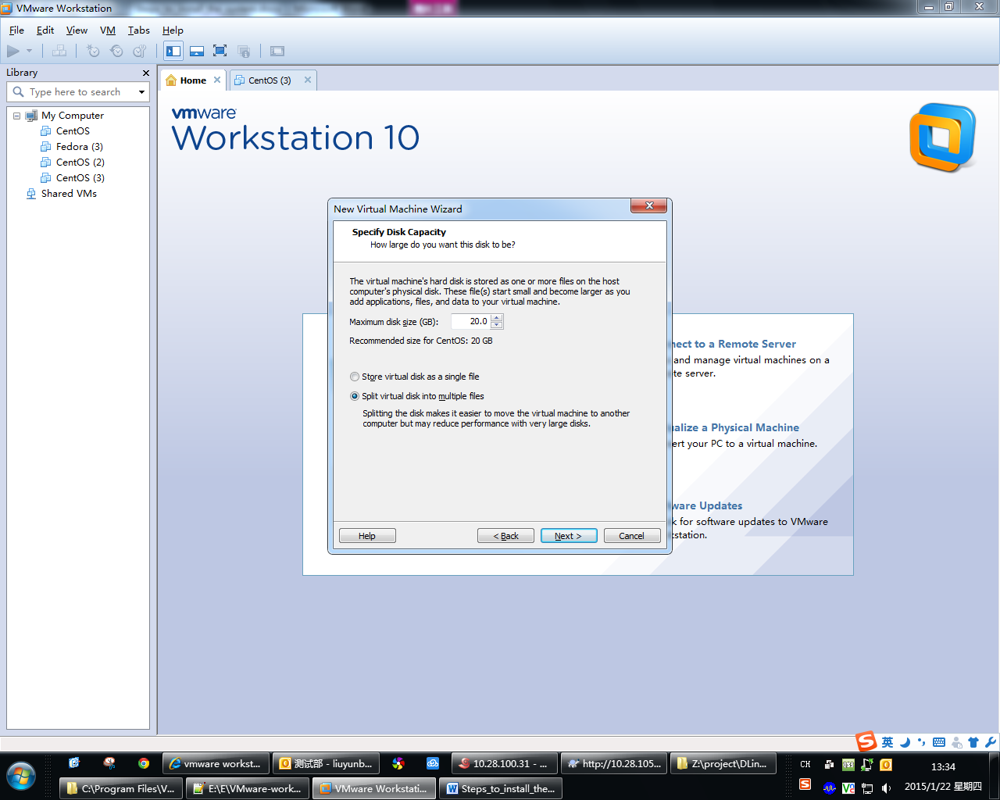 VMware Workstation
File Edit View VM Tabs Help
Library
Type here to search
My Computer
CentOS
Fedora (3)
CentOS (2)
CentOS (3)
Shared VMs
Home
CentOS (3)
vmware
Workstation 10
New Virtual Machine Wizard
Specify Disk Capacity
How large do you want this disk to be?
The virtual machine's hard disk is stored as one or more files on the host
computer's physical disk. These file(s) start small and become larger as you
add applications, files, and data to your virtual machine.
Maximum disk size (GB): 20.0
Recommended size for CentOS: 20 GB
Store virtual disk as a single file
Split virtual disk into multiple files
Splitting the disk makes it easier to move the virtual machine to another
computer but may reduce performance with very large disks.
Help < Back Next > Cancel
nect to a Remote Server
and manage virtual machines on a
te server.
ualize a Physical Machine
ert your PC to a virtual machine.
ware Updates
k for software updates to VMware
kstation.
英
vmware workst...
测试部 - liuyunb...
10.28.100.31 - ...
http://10.28.105...
Z:\project\DLin...
CH
13:34
C:\Program Files\V...
E:\E\VMware-work...
VMware Workstati...
Steps_to_install_the...
2015/1/22 星期四